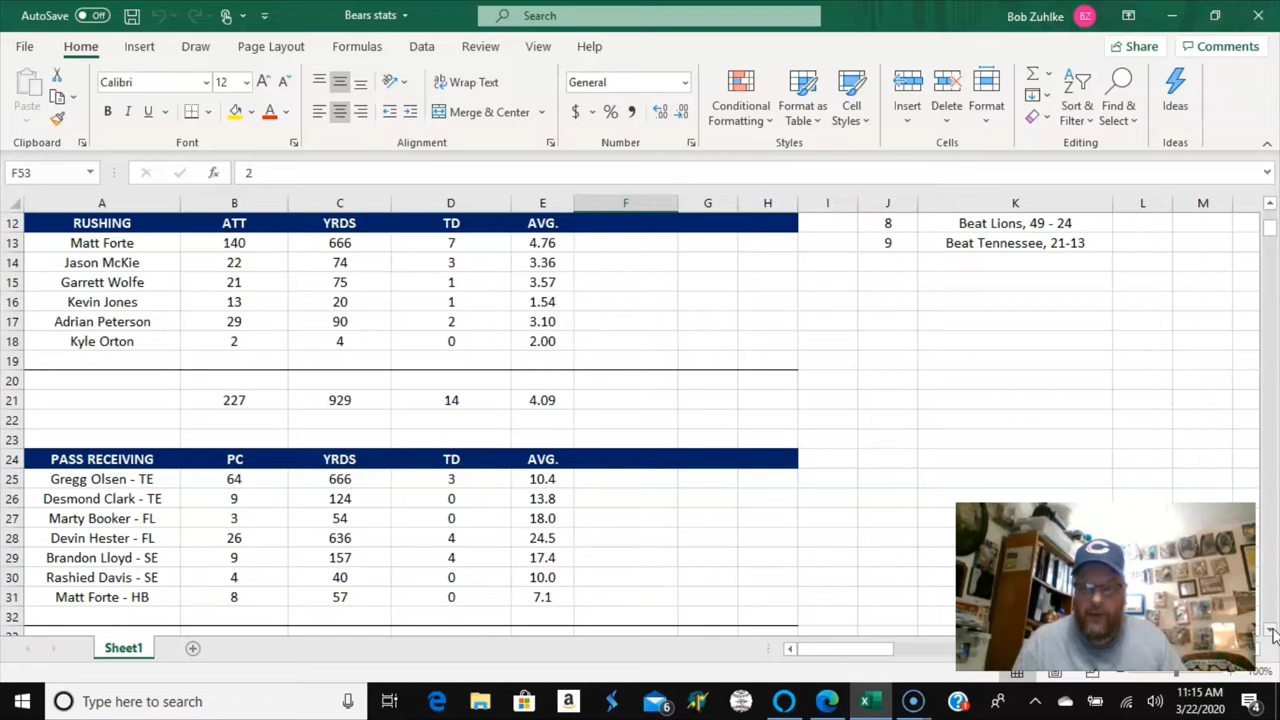 AutoSave Off Bears stats Search Bob Zuhlke BZ
File Home Insert Draw Page Layout Formulas Data Review View Help Share Comments
Paste Calibri 12 Wrap Text General Conditional Formatting Format as Table Cell Styles Insert Delete Format Sort & Filter Find & Select Ideas
B I U Merge & Center $ %
Clipboard Font Alignment Number Styles Cells Editing Ideas
F53 fx 2
A B C D E F G H I J K L M
12 RUSHING ATT YRDS TD AVG. 8 Beat Lions, 49 - 24
13 Matt Forte 140 666 7 4.76 9 Beat Tennessee, 21-13
14 Jason McKie 22 74 3 3.36
15 Garrett Wolfe 21 75 1 3.57
16 Kevin Jones 13 20 1 1.54
17 Adrian Peterson 29 90 2 3.10
18 Kyle Orton 2 4 0 2.00
19
20
21 227 929 14 4.09
22
23
24 PASS RECEIVING PC YRDS TD AVG.
25 Gregg Olsen - TE 64 666 3 10.4
26 Desmond Clark - TE 9 124 0 13.8
27 Marty Booker - FL 3 54 0 18.0
28 Devin Hester - FL 26 636 4 24.5
29 Brandon Lloyd - SE 9 157 4 17.4
30 Rashied Davis - SE 4 40 0 10.0
31 Matt Forte - HB 8 57 0 7.1
32
Sheet1
100%
Type here to search a 6 11:15 AM
3/22/2020 4